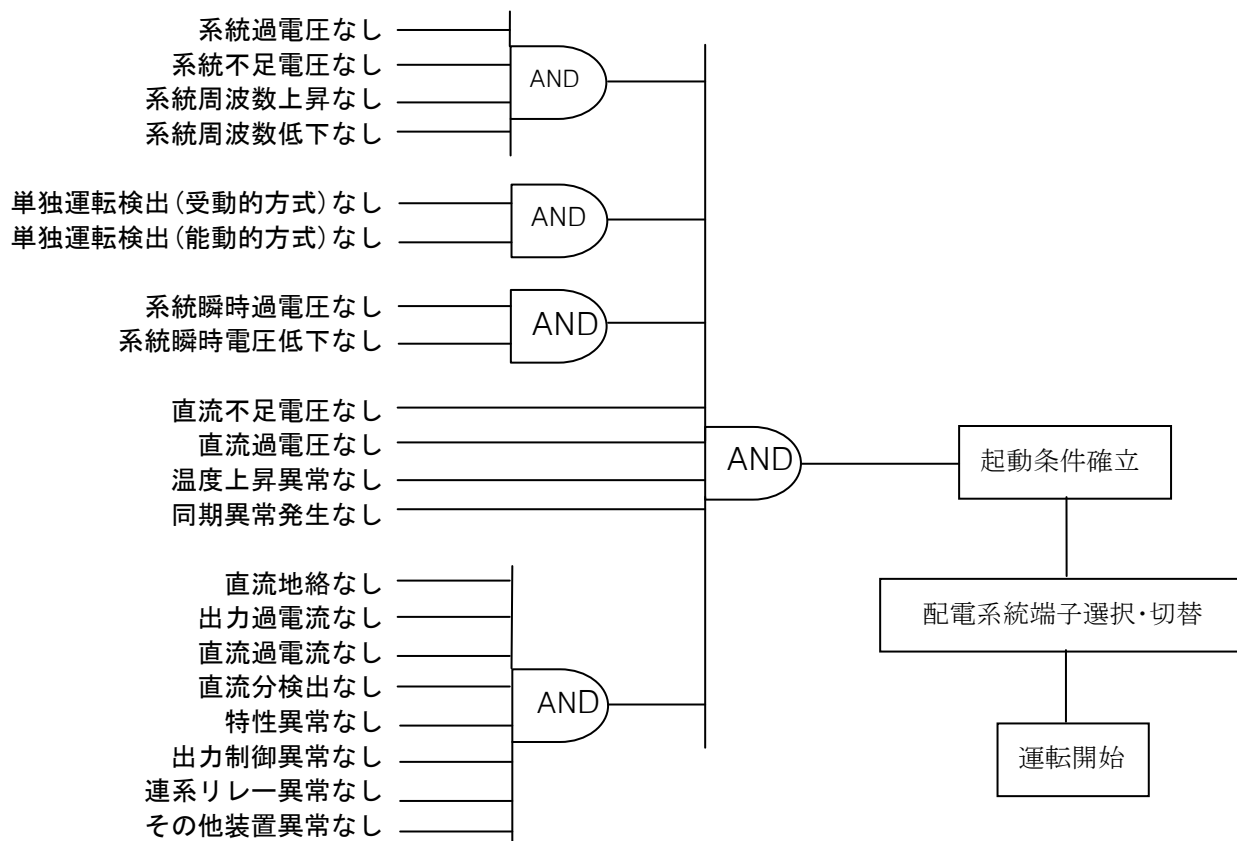 系統過電圧なし
系統不足電圧なし
系統周波数上昇なし
系統周波数低下なし
AND
単独運転検出(受動的方式)なし
単独運転検出(能動的方式)なし
AND
系統瞬時過電圧なし
系統瞬時電圧低下なし
AND
直流不足電圧なし
直流過電圧なし
温度上昇異常なし
同期異常発生なし
AND
起動条件確立
配電系統端子選択・切替
運転開始
直流地絡なし
出力過電流なし
直流過電流なし
直流分検出なし
特性異常なし
出力制御異常なし
連系リレー異常なし
その他装置異常なし
AND